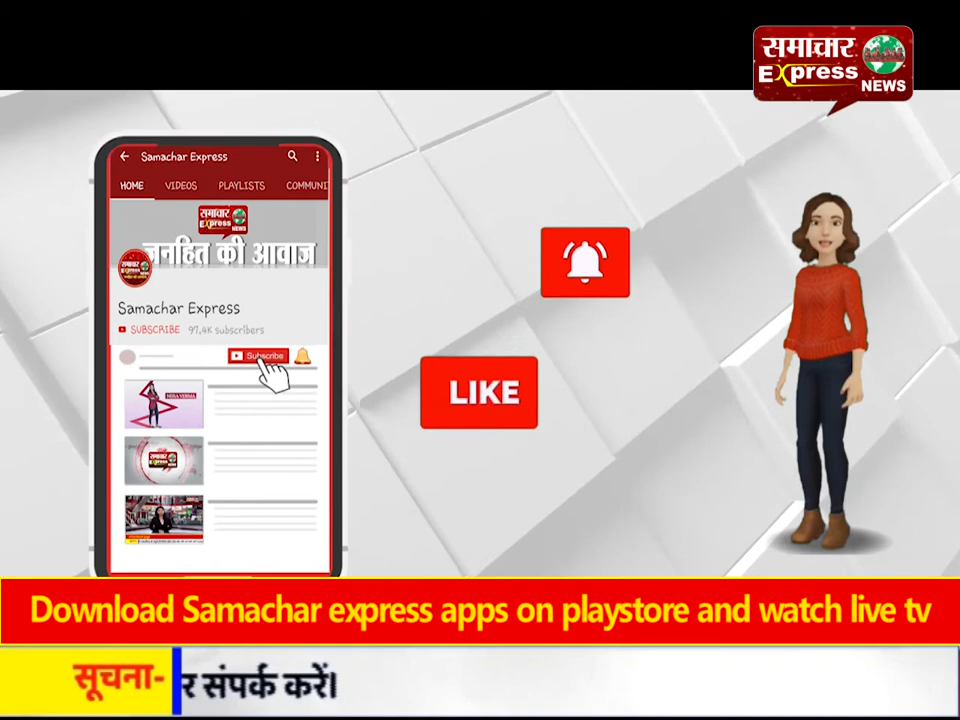 समाचार
Express
NEWS
Samachar Express
HOME VIDEOS PLAYLISTS COMMUNI
समाचार
Express
NEWS
जनहित की आवाज
Samachar Express
SUBSCRIBE 97.4K subscribers
Subscribe
LIKE
Download Samachar express apps on playstore and watch live tv
सूचना- र संपर्क करें।